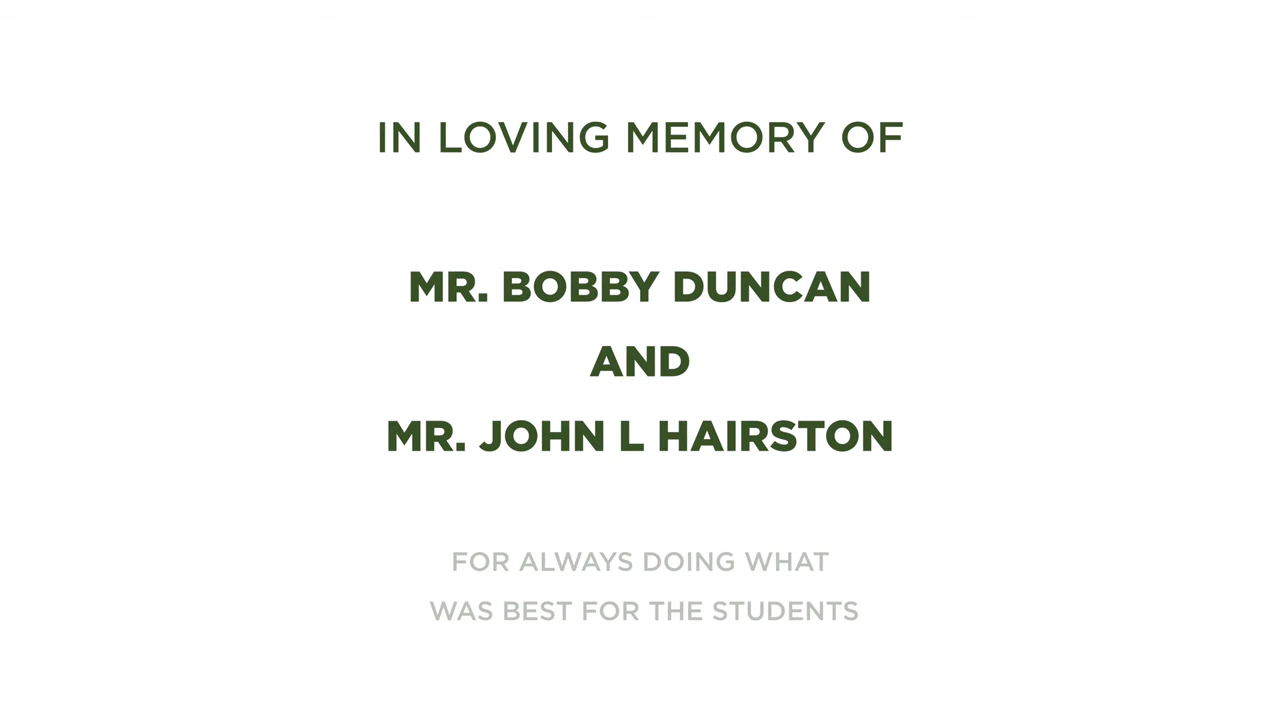 IN LOVING MEMORY OF
MR. BOBBY DUNCAN
AND
MR. JOHN L HAIRSTON
FOR ALWAYS DOING WHAT
WAS BEST FOR THE STUDENTS